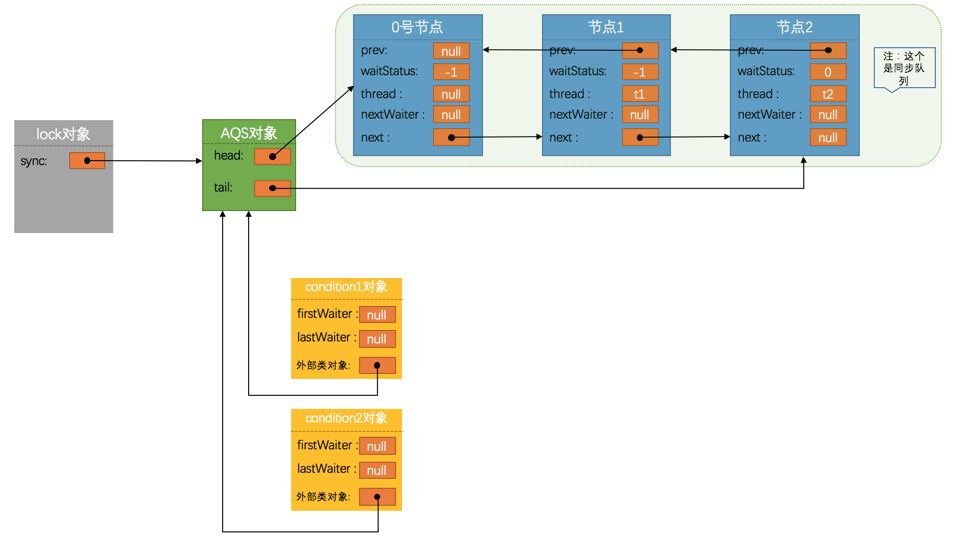 0号节点
prev: null
waitStatus: -1
thread : null
nextWaiter : null
next :
节点1
prev:
waitStatus: -1
thread : t1
nextWaiter : null
next :
节点2
prev:
waitStatus: 0
thread : t2
nextWaiter : null
next : null
注：这个
是同步队
列
lock对象
sync:
AQS对象
head:
tail:
condition1对象
firstWaiter : null
lastWaiter : null
外部类对象:
condition2对象
firstWaiter : null
lastWaiter : null
外部类对象: